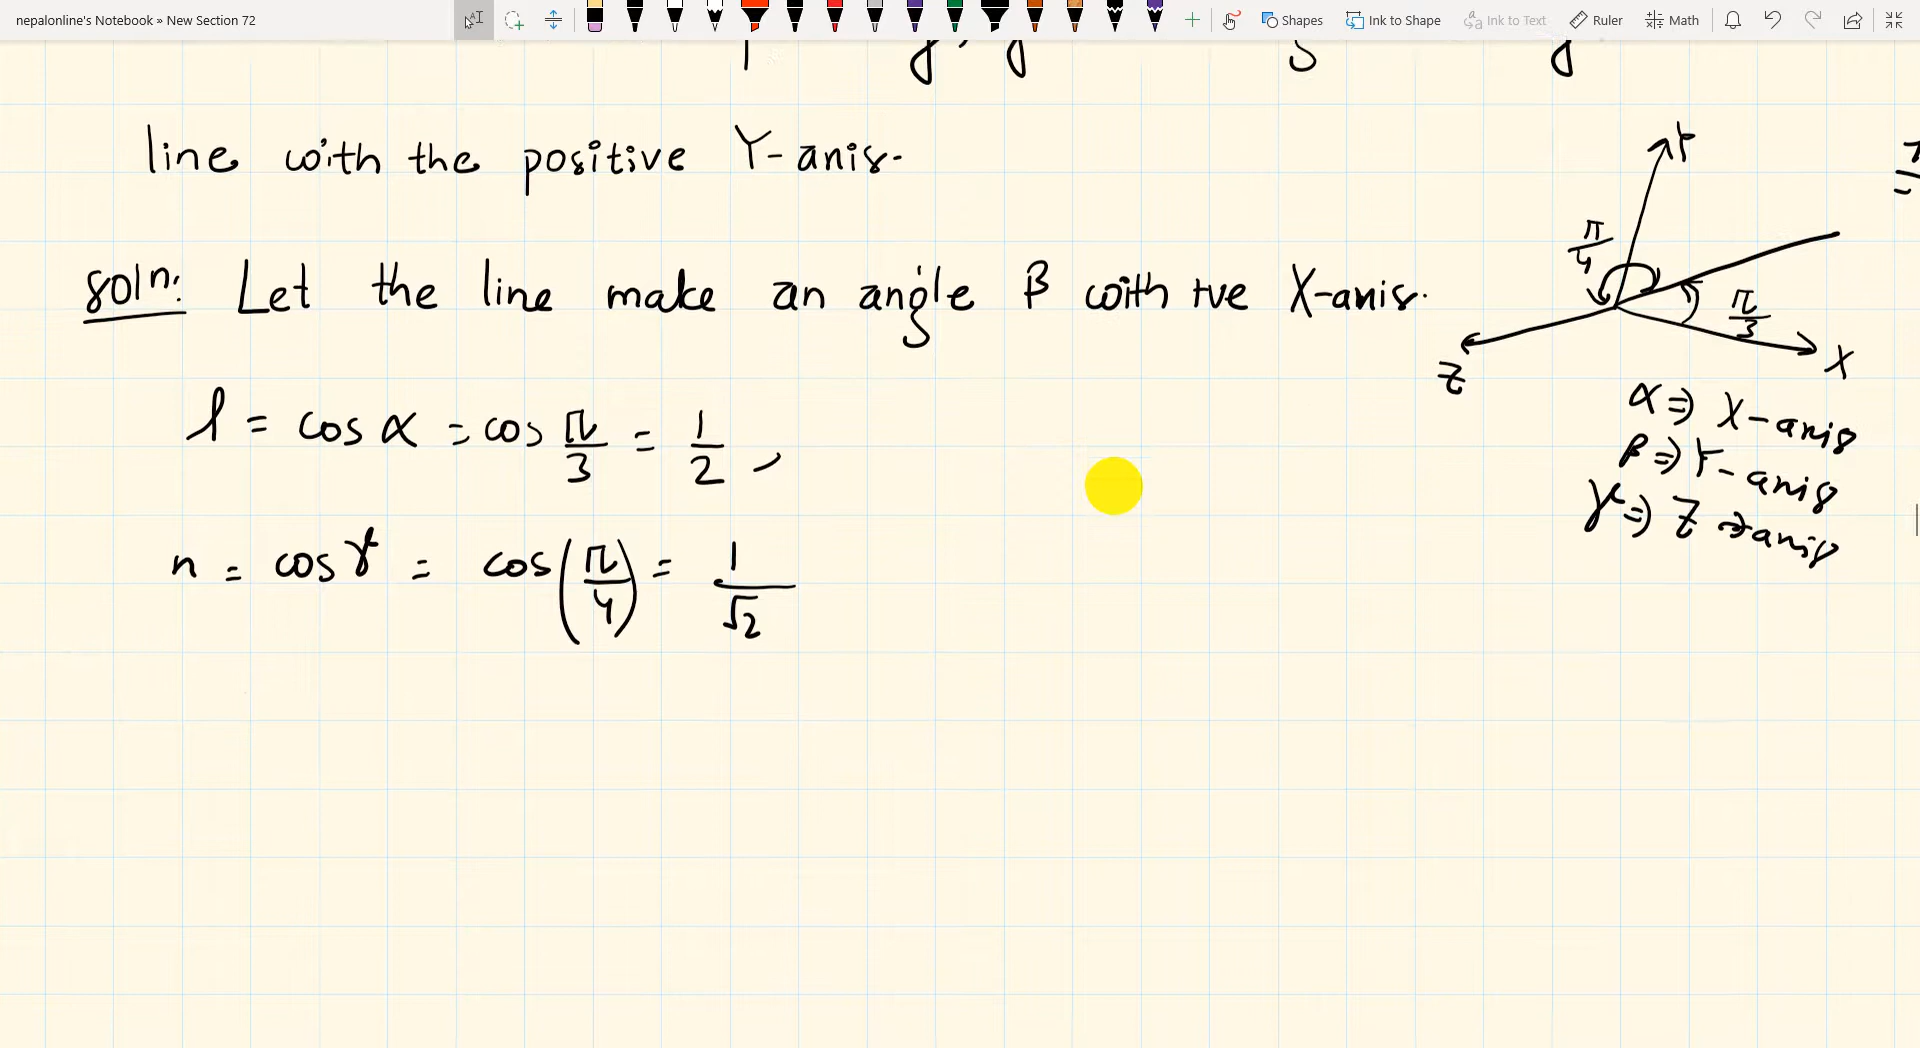 nepalonline's Notebook » New Section 72
Shapes Ink to Shape Ink to Text Ruler Math
line with the positive Y-anis.
soln: Let the line make an angle β with +ve X-anis.
l = cos α = cos π/3 = 1/2,
n = cos γ = cos(π/4) = 1/√2
Y
π/4
π/3
Z
X
α ⇒ X-anis
β ⇒ Y-anis
γ ⇒ Z → anis